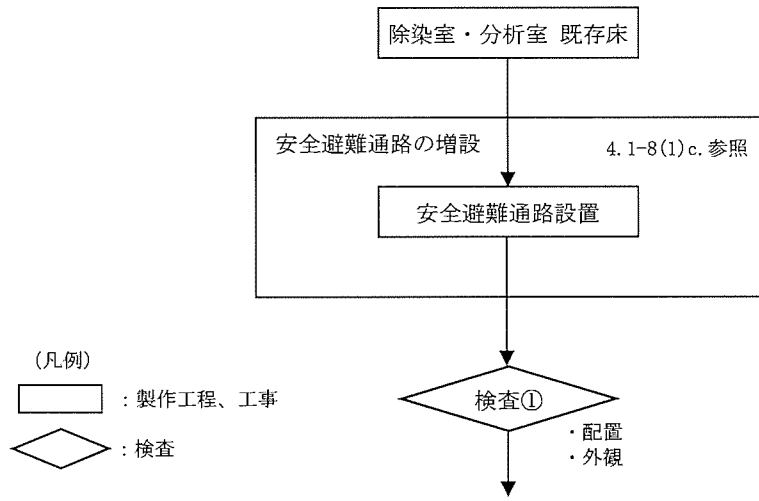 除染室・分析室 既存床
安全避難通路の増設
4.1-8(1)c.参照
安全避難通路設置
検査①
・配置
・外観
(凡例)
：製作工程、工事
：検査